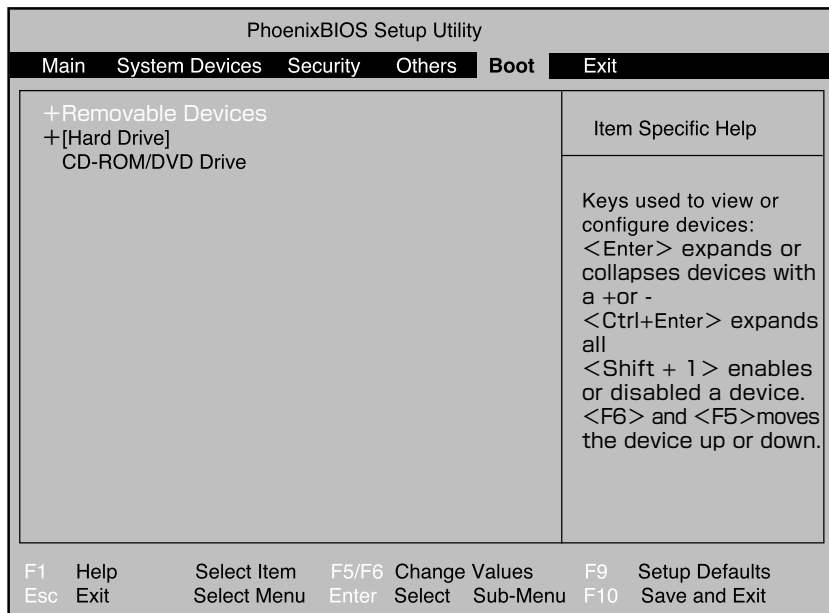 PhoenixBIOS Setup Utility
Main System Devices Security Others Boot Exit
+Removable Devices
+[Hard Drive]
CD-ROM/DVD Drive
Item Specific Help
Keys used to view or
configure devices:
<Enter> expands or
collapses devices with
a +or -
<Ctrl+Enter> expands
all
<Shift + 1> enables
or disabled a device.
<F6> and <F5>moves
the device up or down.
F1 Help Select Item F5/F6 Change Values F9 Setup Defaults
Esc Exit Select Menu Enter Select Sub-Menu F10 Save and Exit